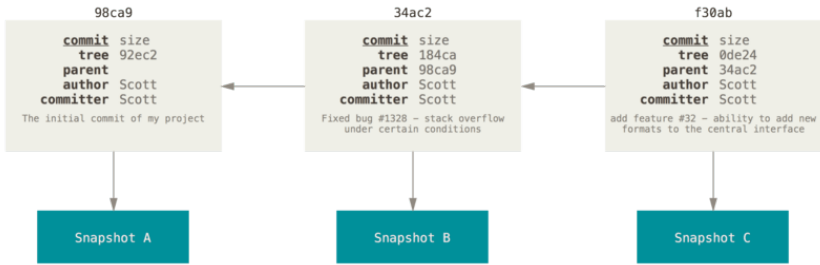 98ca9
commit size
tree 92ec2
parent
author Scott
committer Scott
The initial commit of my project
34ac2
commit size
tree 184ca
parent 98ca9
author Scott
committer Scott
Fixed bug #1328 – stack overflow
under certain conditions
f30ab
commit size
tree 0de24
parent 34ac2
author Scott
committer Scott
add feature #32 – ability to add new
formats to the central interface
Snapshot A
Snapshot B
Snapshot C